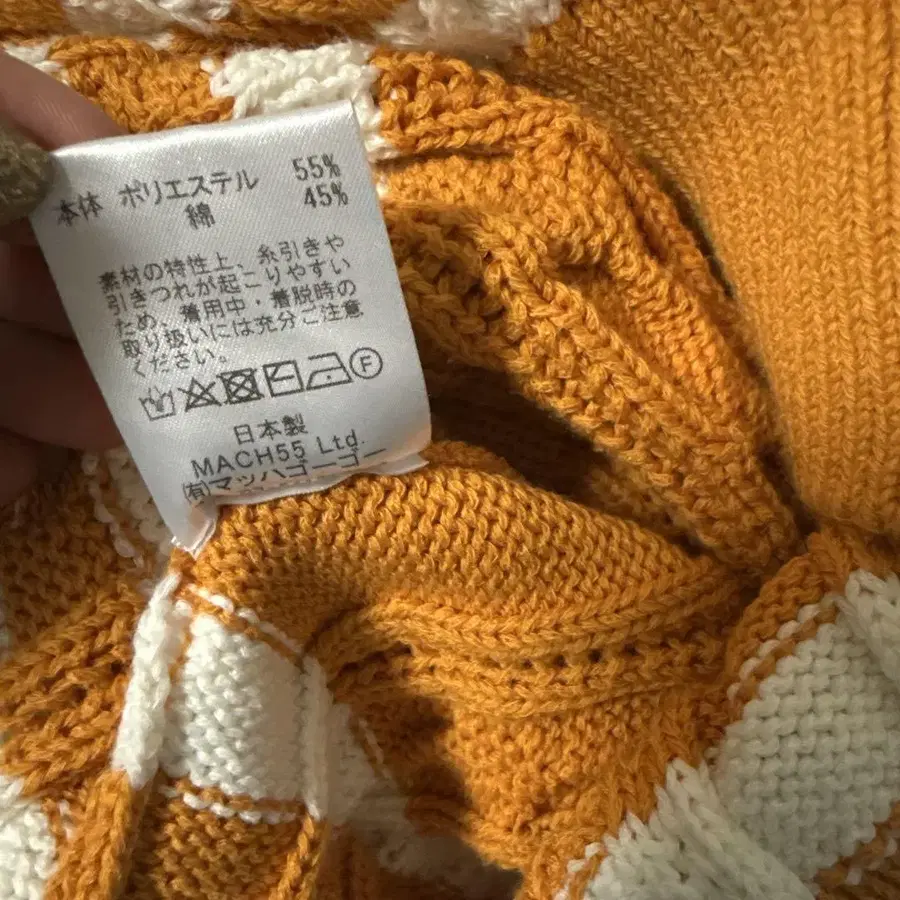 本体 ポリエステル 55%
綿 45%
素材の特性上、糸引きや
引きつれが起こりやすい
ため、着用中・着脱時の
取り扱いには充分ご注意
ください。
F
日本製
MACH55 Ltd.
㈲マッハゴーゴー